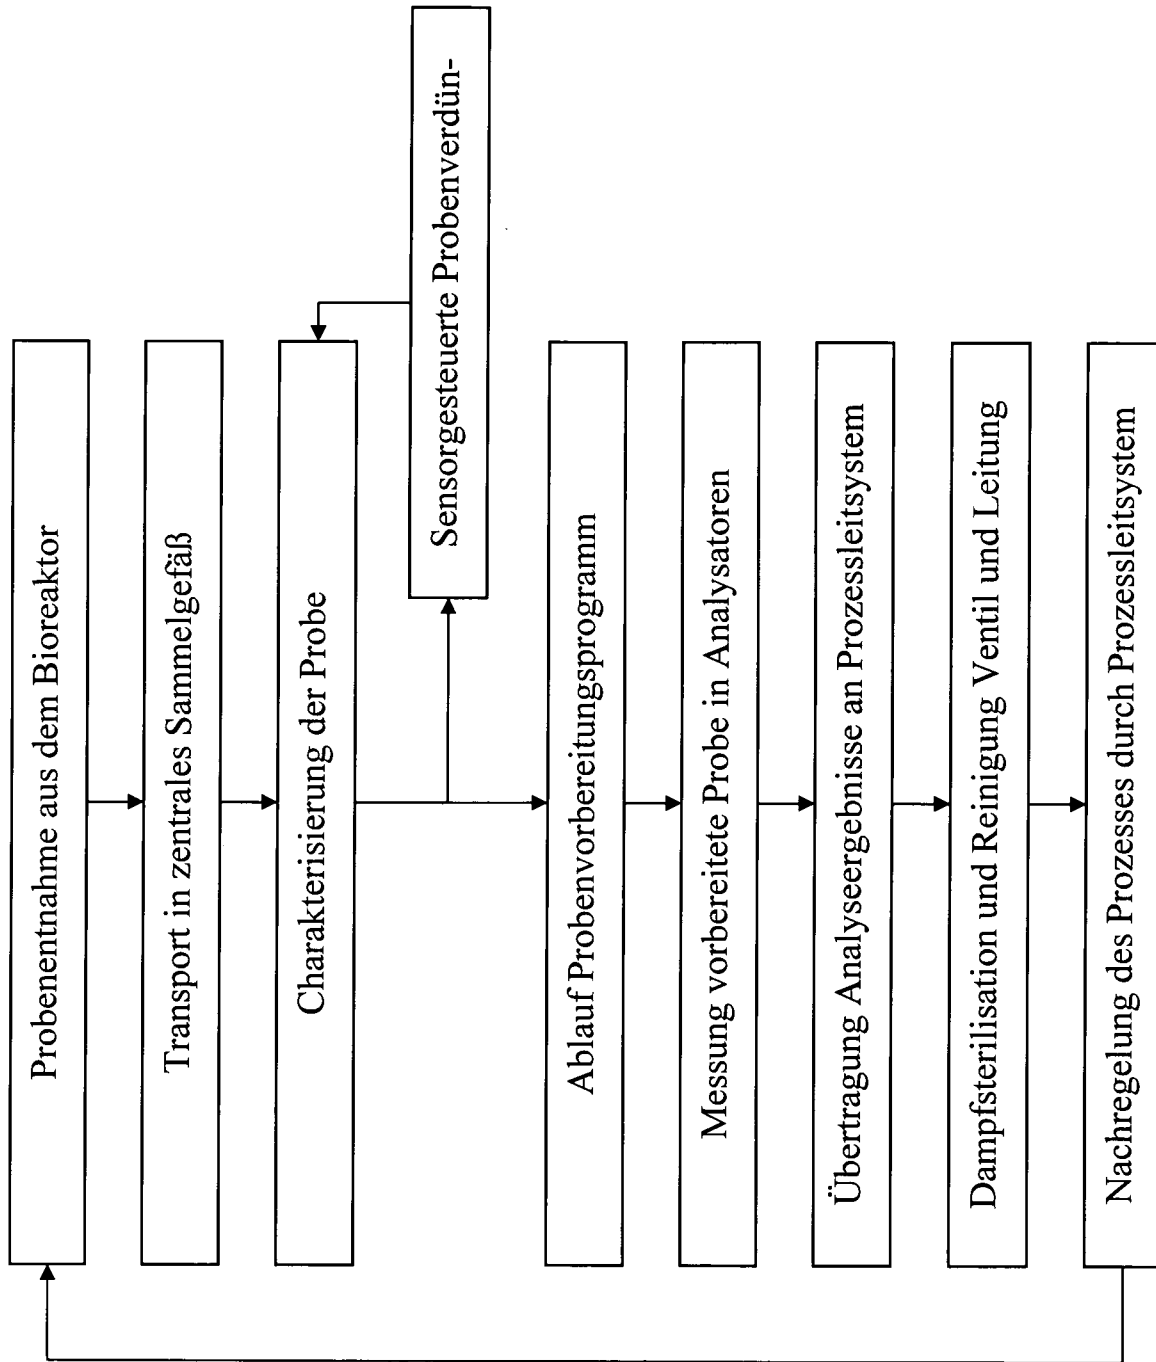 Probenentnahme aus dem Bioreaktor
Transport in zentrales Sammelgefäß
Charakterisierung der Probe
Sensorgesteuerte Probenverdün-
Ablauf Probenvorbereitungsprogramm
Messung vorbereitete Probe in Analysatoren
Übertragung Analyseergebnisse an Prozessleitsystem
Dampfsterilisation und Reinigung Ventil und Leitung
Nachregelung des Prozesses durch Prozessleitsystem